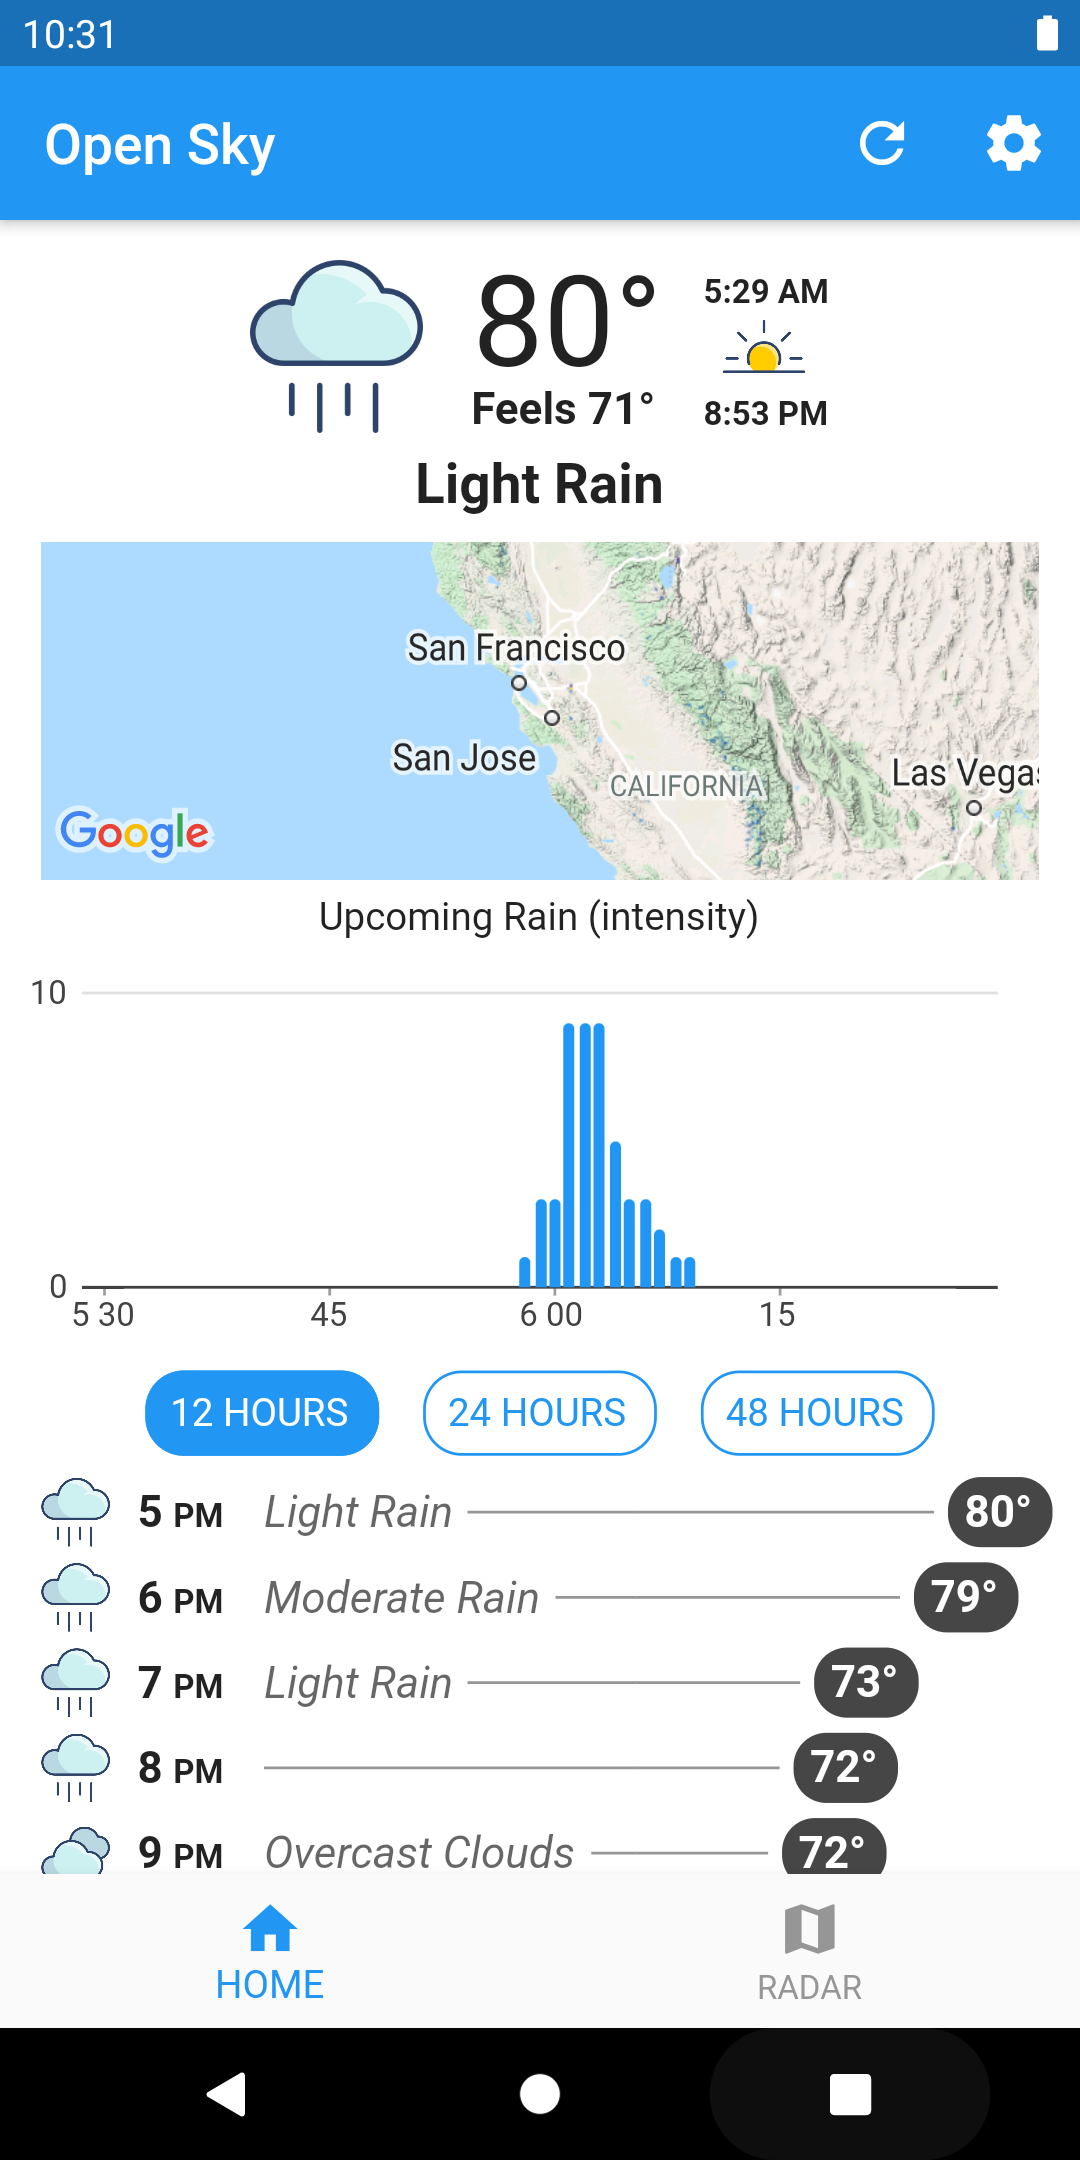 10:31
Open Sky
80°
Feels 71°
5:29 AM
8:53 PM
Light Rain
San Francisco
San Jose
CALIFORNIA
Las Vegas
Google
Upcoming Rain (intensity)
10
0
5 30 45 6 00 15
12 HOURS 24 HOURS 48 HOURS
5 PM Light Rain 80°
6 PM Moderate Rain 79°
7 PM Light Rain 73°
8 PM 72°
9 PM Overcast Clouds 72°
HOME RADAR